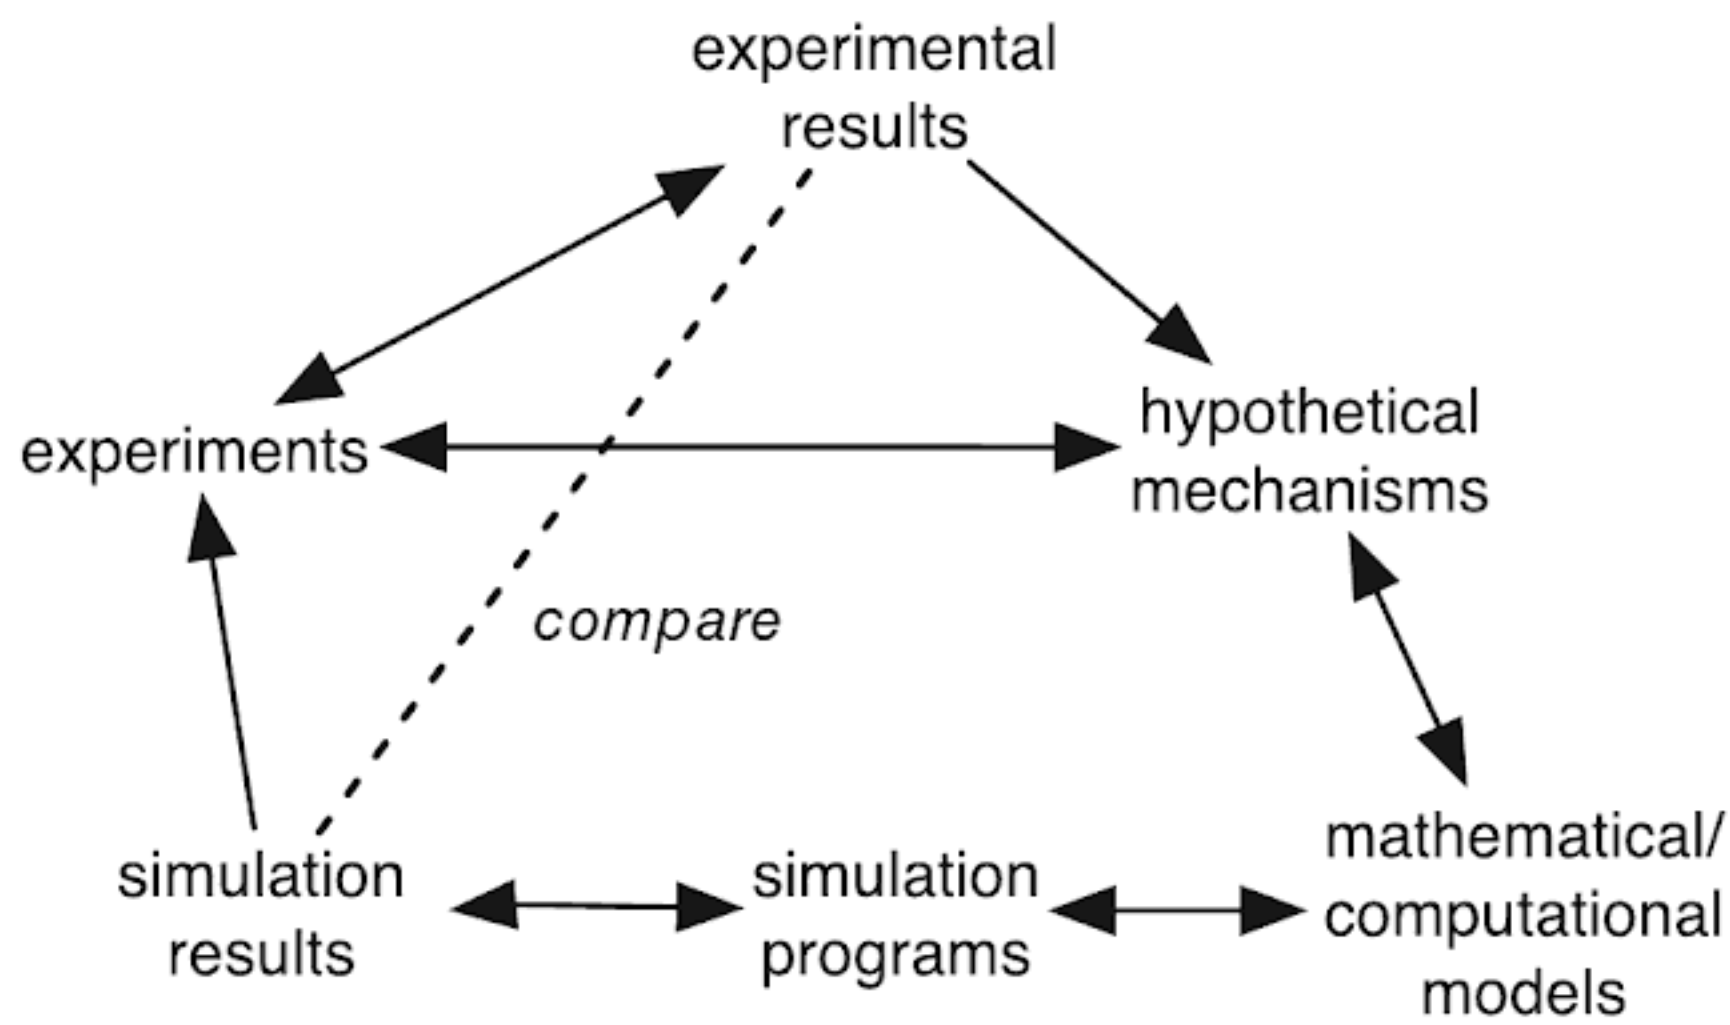 experimental
results
experiments
hypothetical
mechanisms
compare
simulation
results
simulation
programs
mathematical/
computational
models